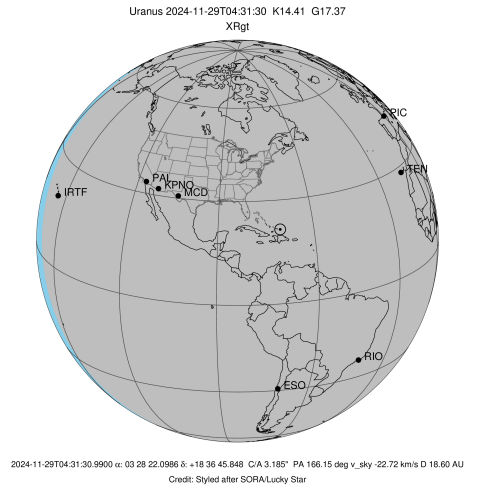 Uranus 2024-11-29T04:31:30 K14.41 G17.37
XRgt
PIC
TEN
PAL
KPNO
MCD
IRTF
RIO
ESO
2024-11-29T04:31:30.9900 α: 03 28 22.0986 δ: +18 36 45.848 C/A 3.185" PA 166.15 deg v_sky -22.72 km/s D 18.60 AU
Credit: Styled after SORA/Lucky Star